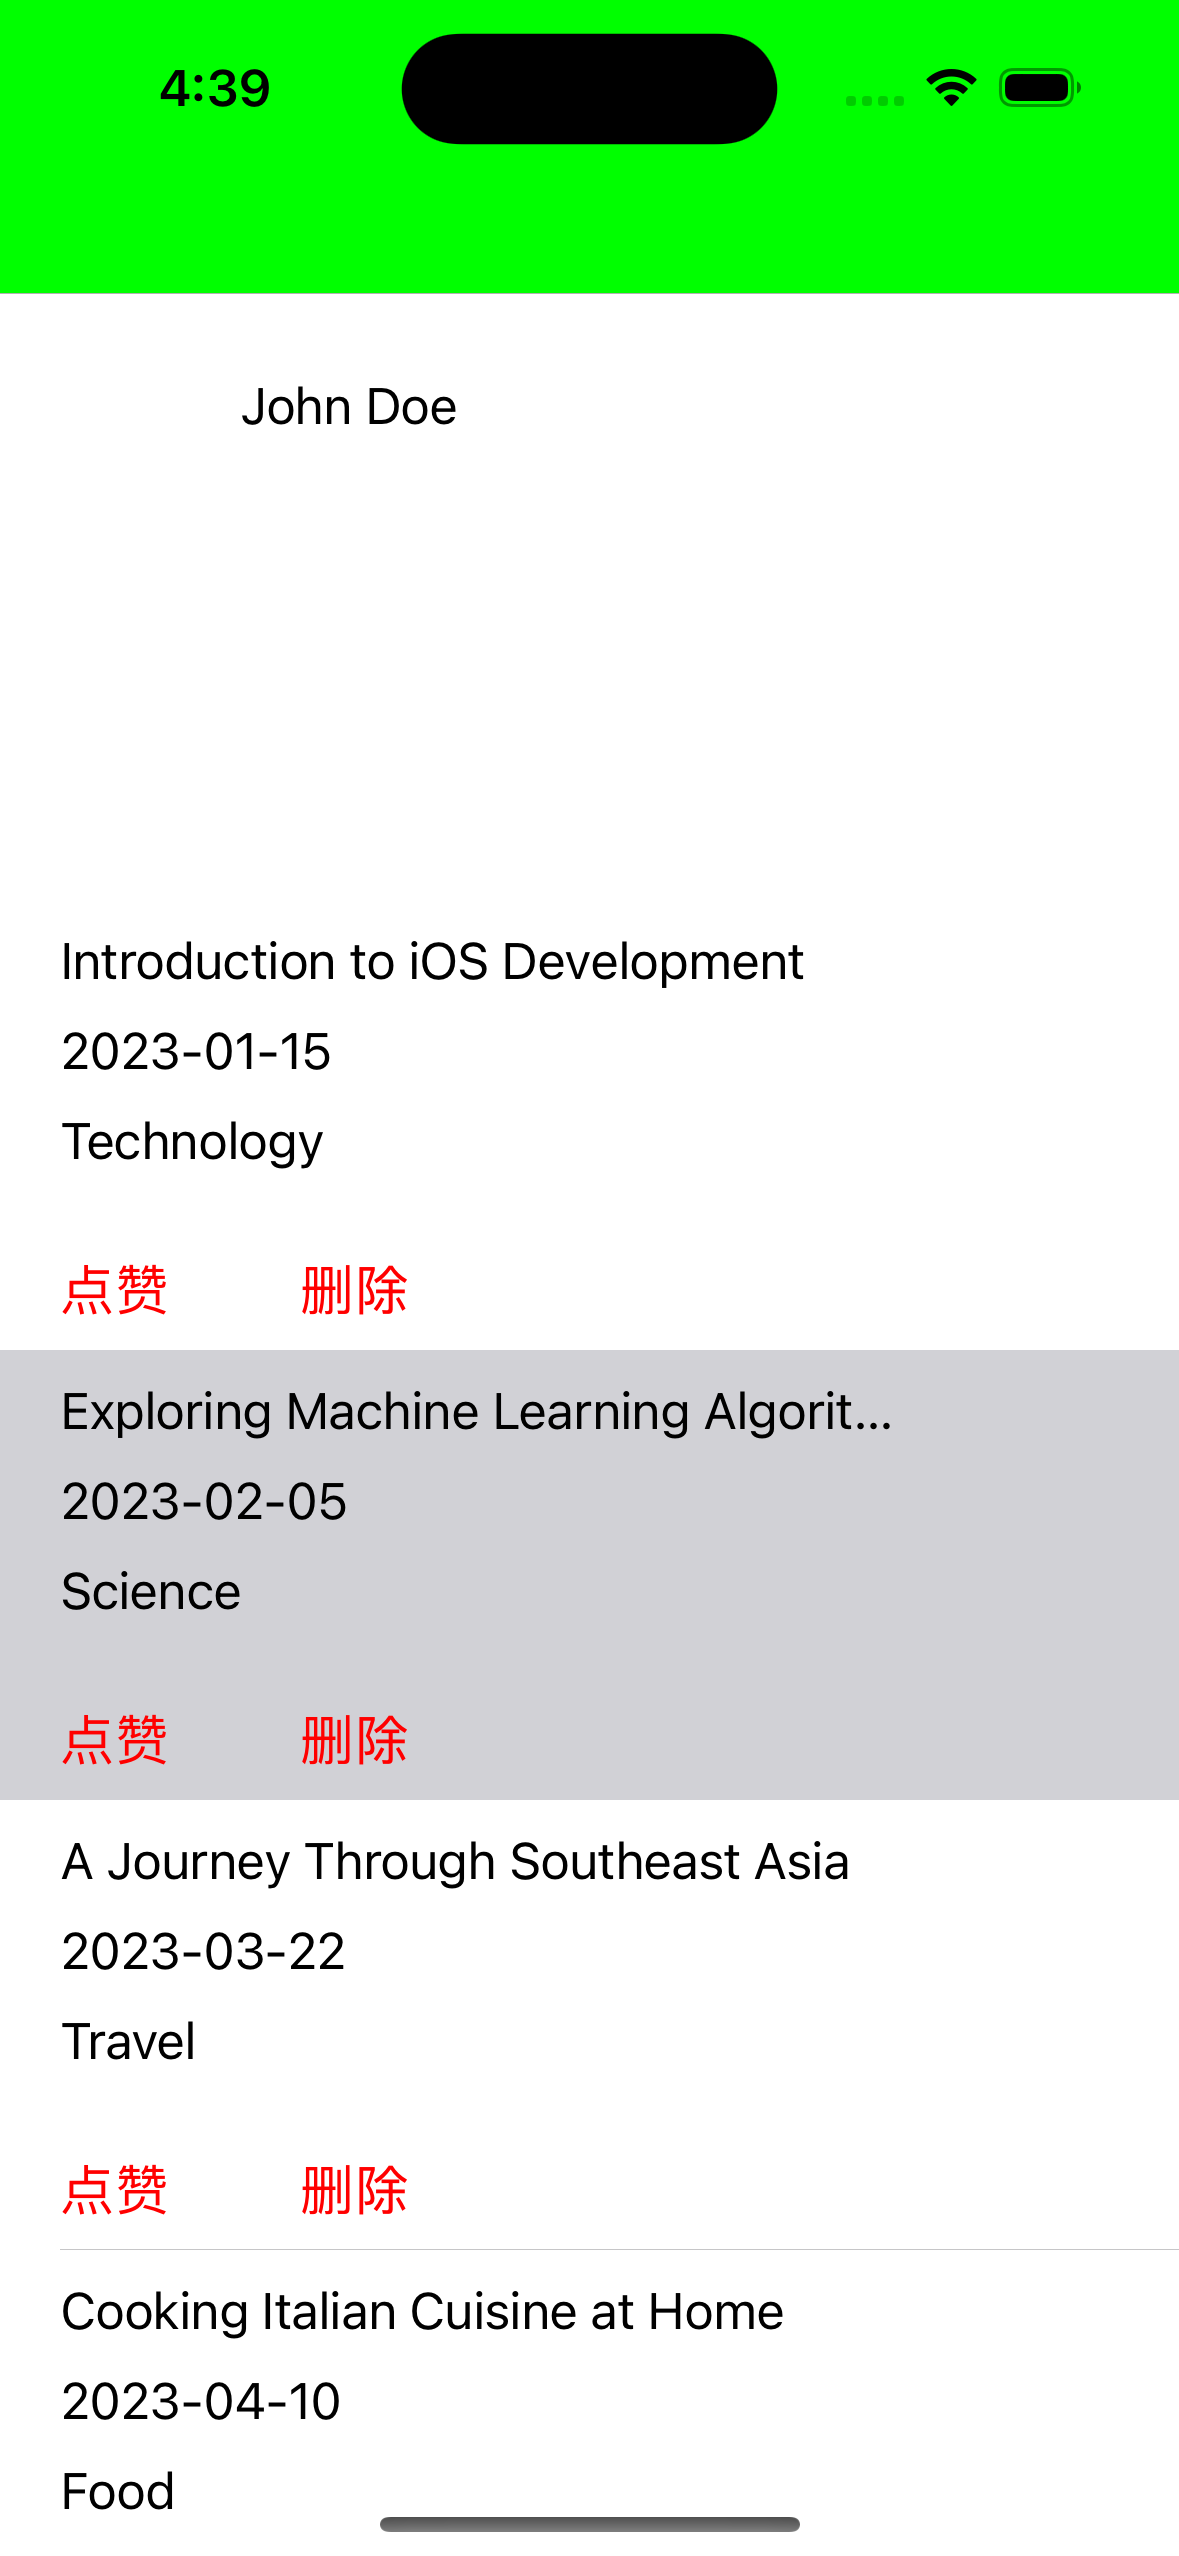 4:39
John Doe
Introduction to iOS Development
2023-01-15
Technology
点赞 删除
Exploring Machine Learning Algorit...
2023-02-05
Science
点赞 删除
A Journey Through Southeast Asia
2023-03-22
Travel
点赞 删除
Cooking Italian Cuisine at Home
2023-04-10
Food